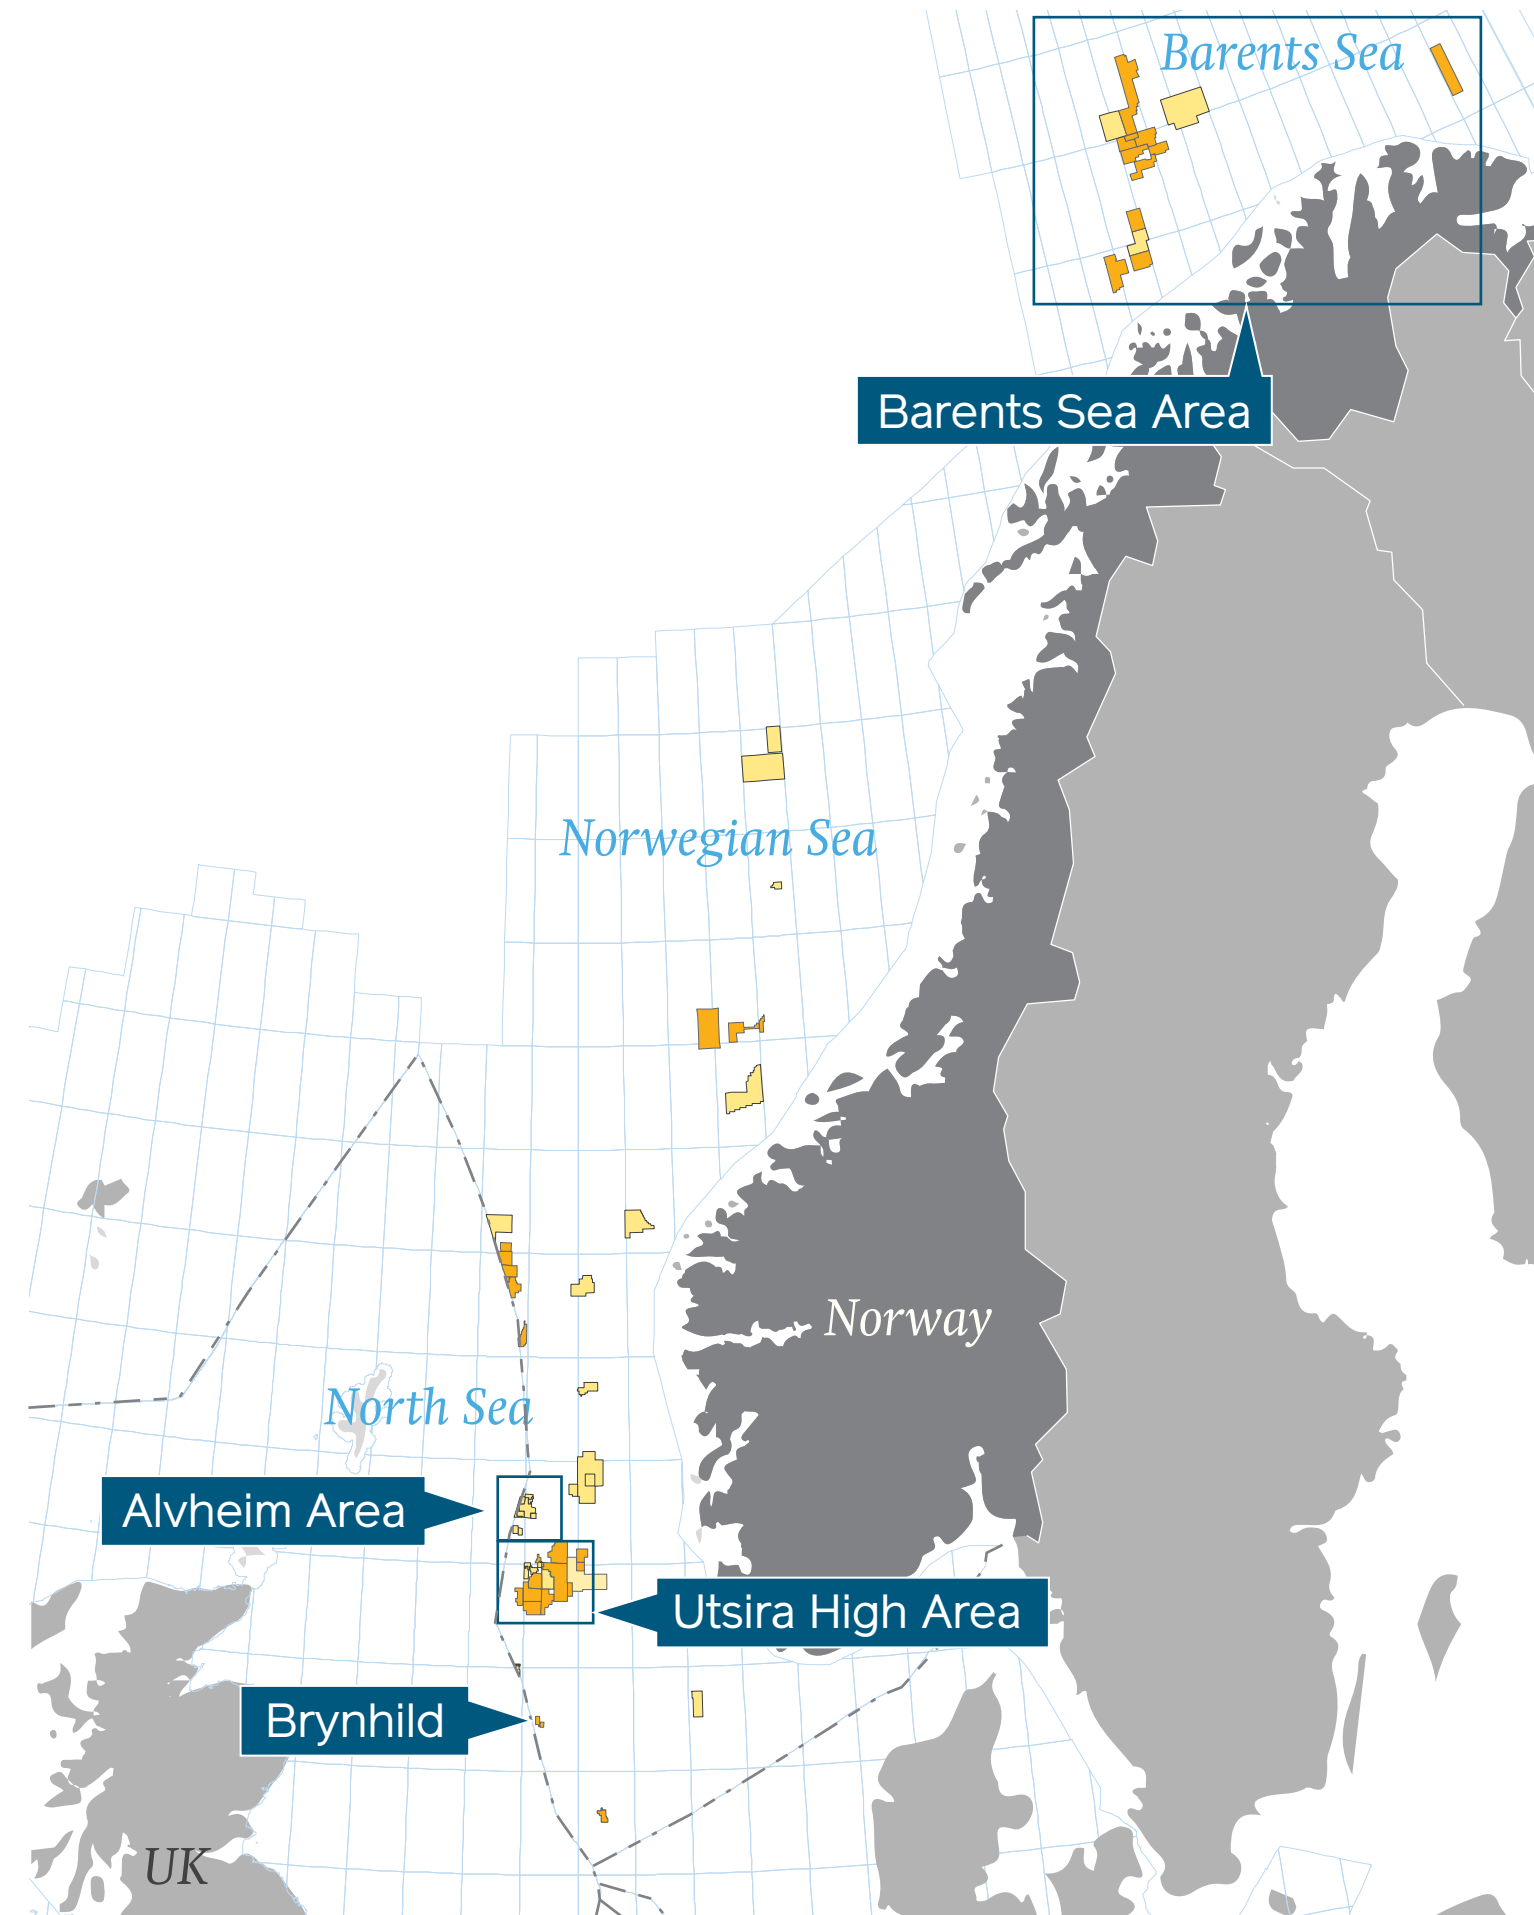 Barents Sea
Barents Sea Area
Norwegian Sea
Norway
North Sea
Alvheim Area
Utsira High Area
Brynhild
UK